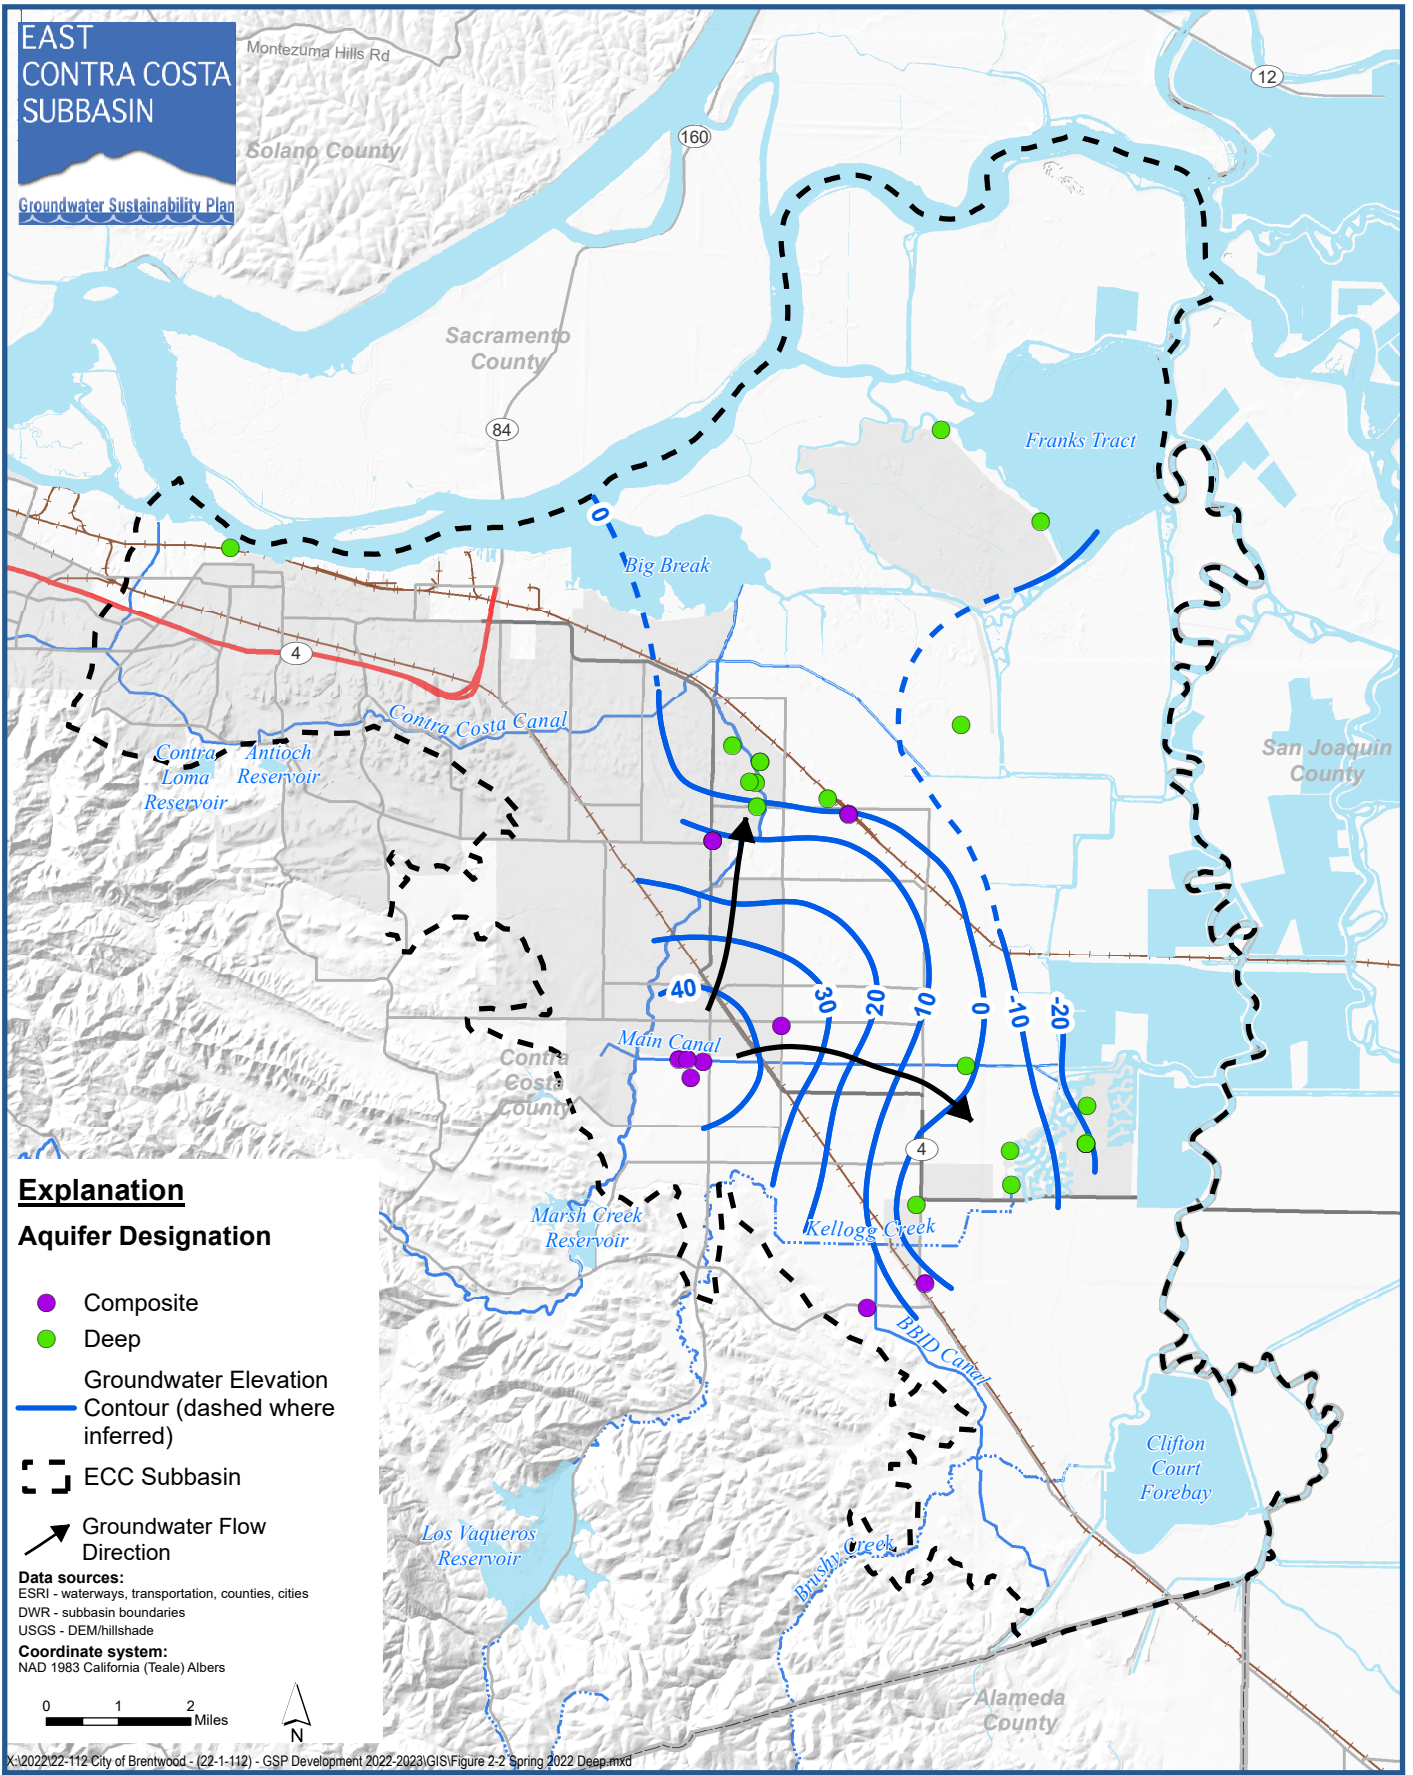 EAST
CONTRA COSTA
SUBBASIN
Groundwater Sustainability Plan
Montezuma Hills Rd
Solano County
160
12
Sacramento
County
84
Franks Tract
0
Big Break
4
Contra Costa Canal
Contra
Loma
Reservoir
Antioch
Reservoir
San Joaquin
County
40
30
20
10
0
-10
-20
Main Canal
Contra
Costa
County
4
Marsh Creek
Reservoir
Kellogg Creek
BBID Canal
Clifton
Court
Forebay
Los Vaqueros
Reservoir
Brushy Creek
Alameda
County
Explanation
Aquifer Designation
Composite
Deep
Groundwater Elevation
Contour (dashed where
inferred)
ECC Subbasin
Groundwater Flow
Direction
Data sources:
ESRI - waterways, transportation, counties, cities
DWR - subbasin boundaries
USGS - DEM/hillshade
Coordinate system:
NAD 1983 California (Teale) Albers
0 1 2
Miles
N
X:\2022\22-112 City of Brentwood - (22-1-112) - GSP Development 2022-2023\GIS\Figure 2-2 Spring 2022 Deep.mxd